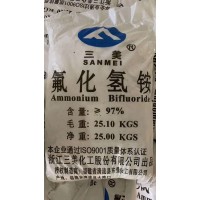 三美
SANMEI
氟化氢铵
Ammonium Bifluoride
含量：≥97%
毛重：25.10 KGS
净重：25.00 KGS
本企业通过ISO9001质量体系认证
浙江三美化工股份有限公司出品